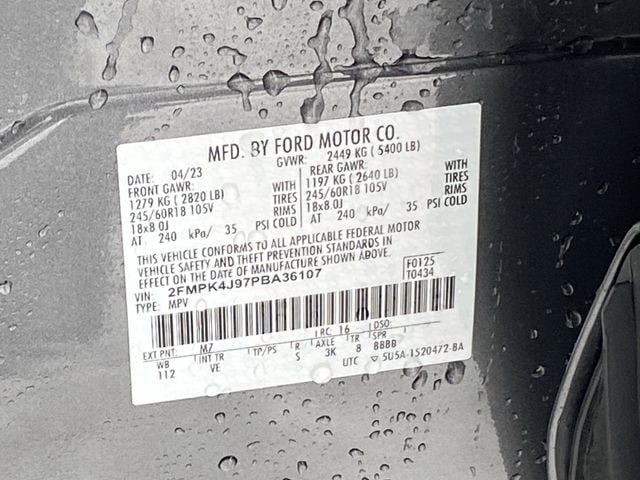 MFD. BY FORD MOTOR CO.
DATE: 04/23 GVWR: 2449 KG ( 5400 LB)
FRONT GAWR: REAR GAWR:
1279 KG ( 2820 LB) WITH 1197 KG ( 2640 LB) WITH
245/60R18 105V TIRES 245/60R18 105V TIRES
18x8.0J RIMS 18x8.0J RIMS
AT 240 kPa/ 35 PSI COLD AT 240 kPa/ 35 PSI COLD
THIS VEHICLE CONFORMS TO ALL APPLICABLE FEDERAL MOTOR
VEHICLE SAFETY AND THEFT PREVENTION STANDARDS IN
EFFECT ON THE DATE OF MANUFACTURE SHOWN ABOVE.
VIN: 2FMPK4J97PBA36107 F0125
TYPE: MPV T0434
EXT PNT: M7 RC: 16 DSO:
WB INT TR TP/PS R AXLE TR SPR
112 VE S 3K 8 BBBB
UTC ▽ 5U5A-1520472-BA